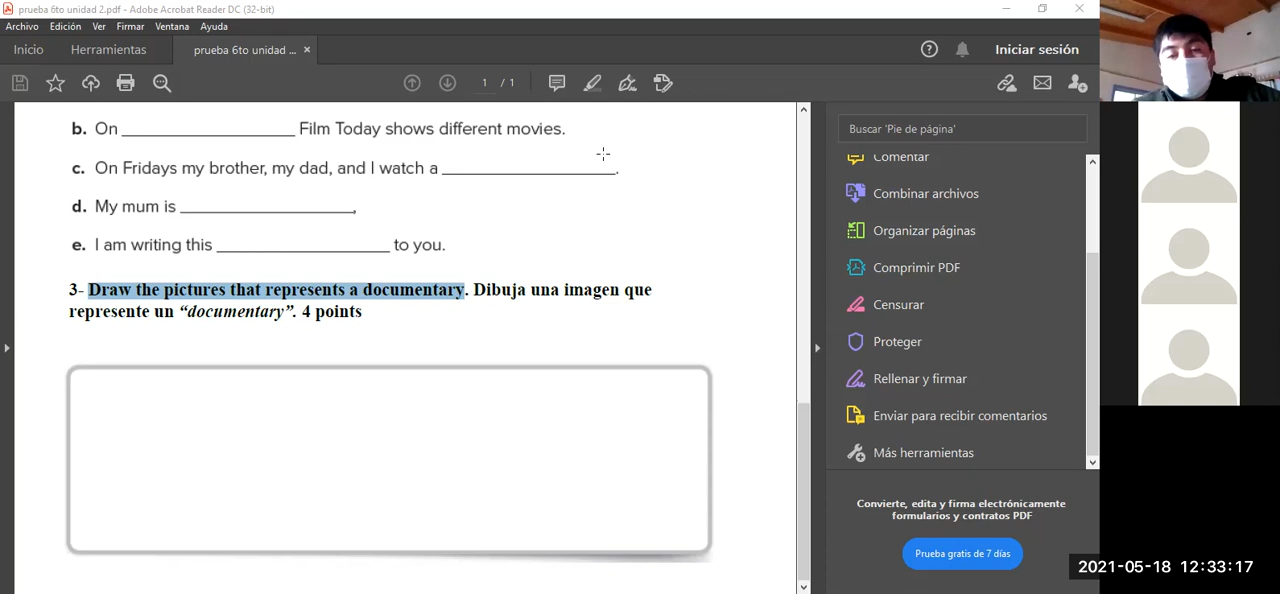 prueba 6to unidad 2.pdf - Adobe Acrobat Reader DC (32-bit)
Archivo Edición Ver Firmar Ventana Ayuda
Inicio Herramientas prueba 6to unidad ... × Iniciar sesión
1 / 1
b. On ____________ Film Today shows different movies.
c. On Fridays my brother, my dad, and I watch a ____________.
d. My mum is ____________,
e. I am writing this ____________ to you.
3- Draw the pictures that represents a documentary. Dibuja una imagen que
represente un “documentary”. 4 points
Buscar 'Pie de página'
Comentar
Combinar archivos
Organizar páginas
Comprimir PDF
Censurar
Proteger
Rellenar y firmar
Enviar para recibir comentarios
Más herramientas
Convierte, edita y firma electrónicamente
formularios y contratos PDF
Prueba gratis de 7 días
2021-05-18 12:33:17